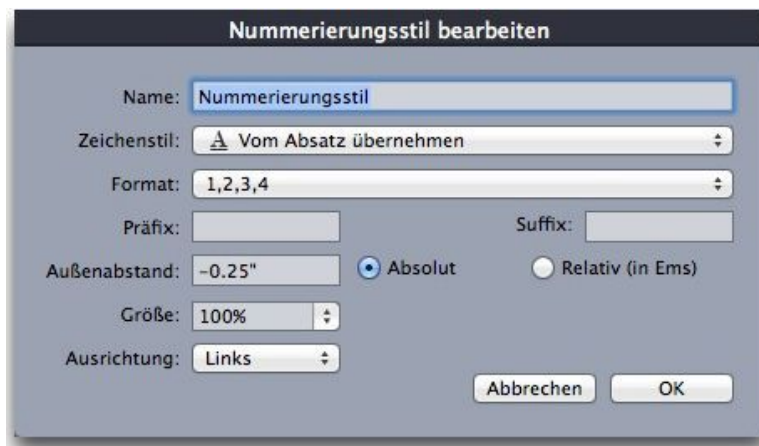 Nummerierungsstil bearbeiten
Name: Nummerierungsstil
Zeichenstil: A Vom Absatz übernehmen
Format: 1,2,3,4
Präfix: Suffix:
Außenabstand: -0.25" Absolut Relativ (in Ems)
Größe: 100%
Ausrichtung: Links
Abbrechen OK